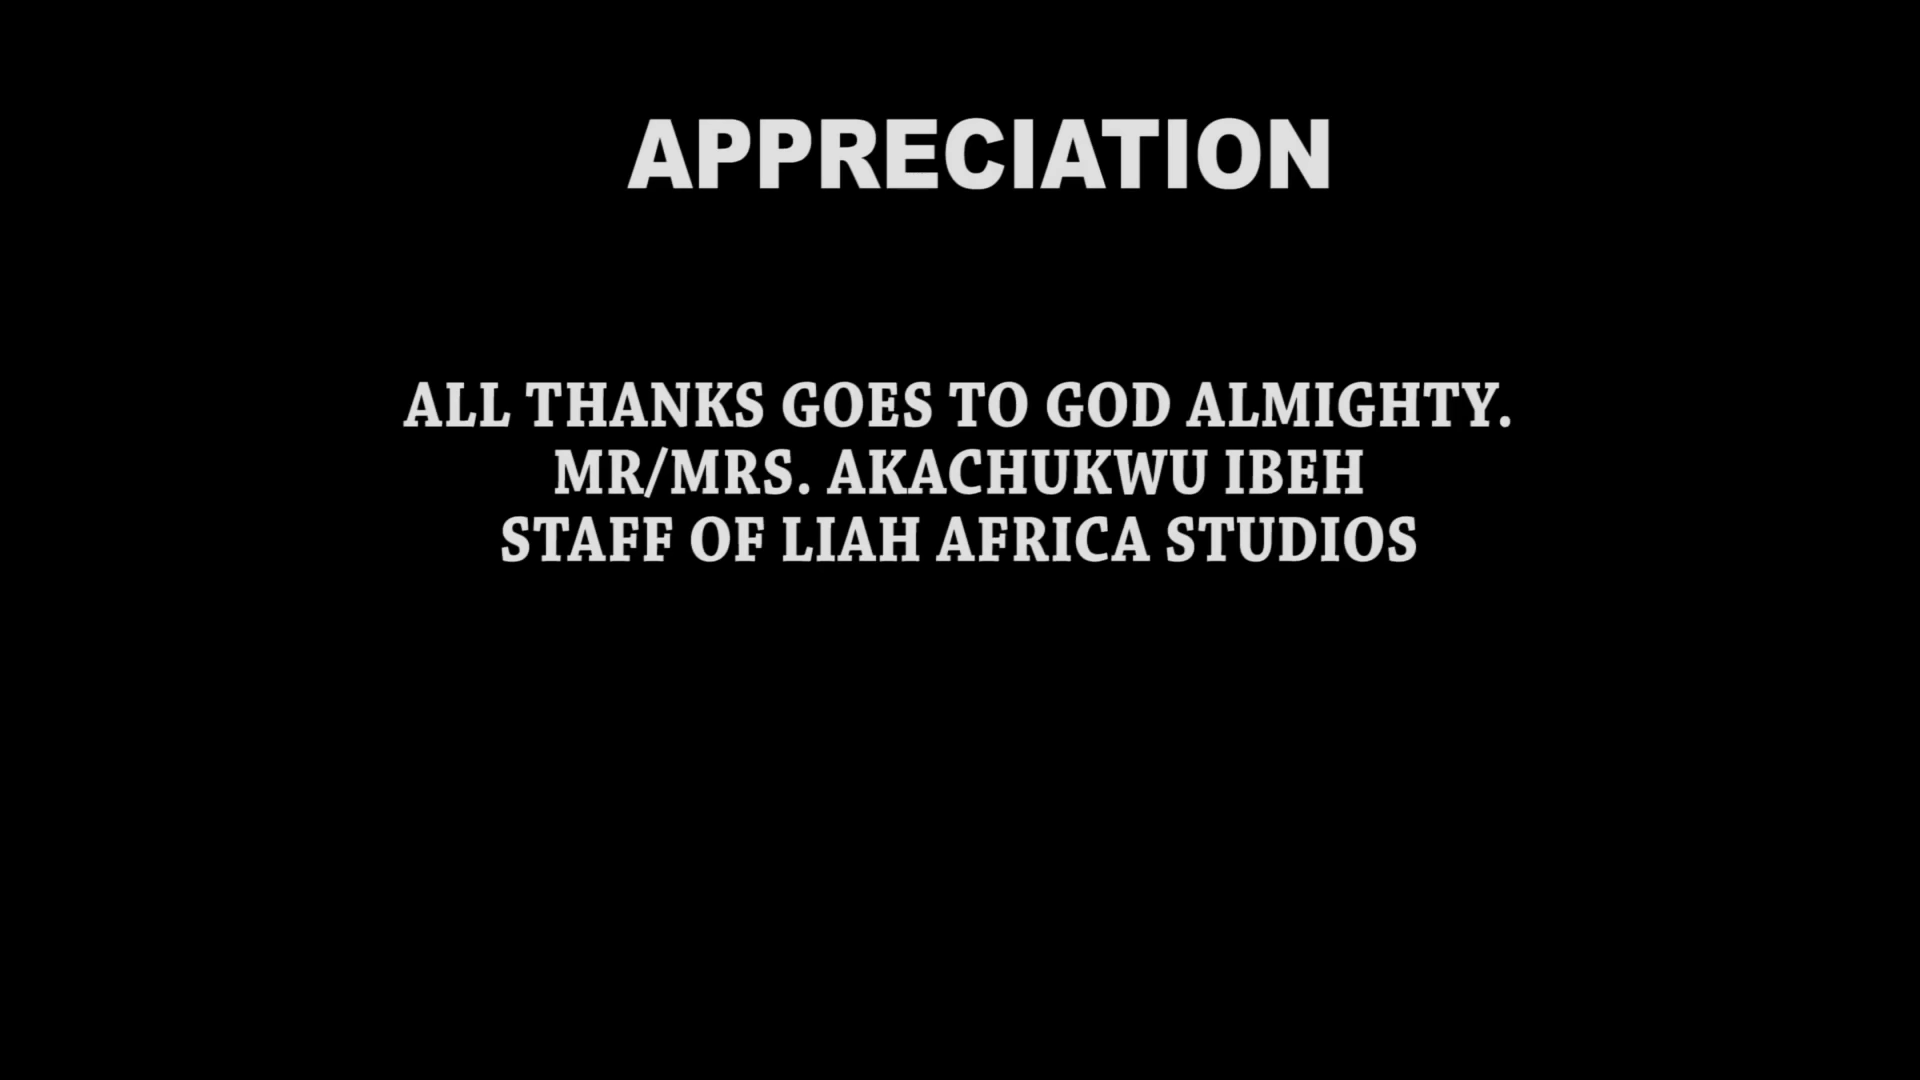 APPRECIATION
ALL THANKS GOES TO GOD ALMIGHTY.
MR/MRS. AKACHUKWU IBEH
STAFF OF LIAH AFRICA STUDIOS